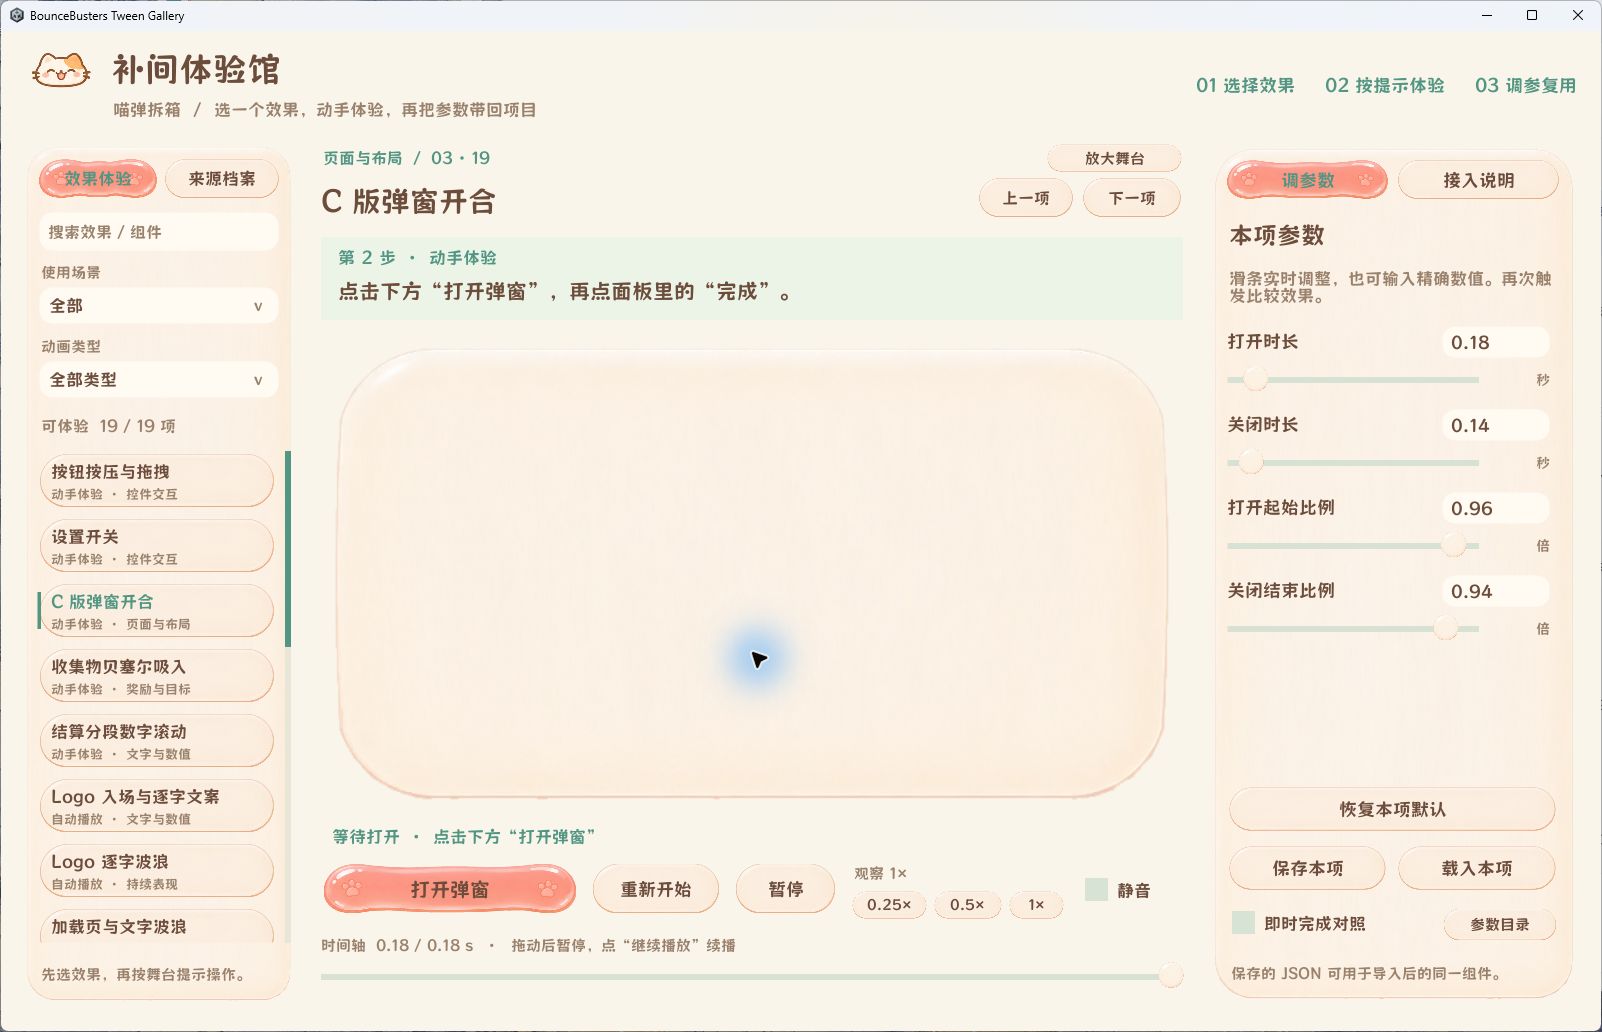 BounceBusters Tween Gallery
补间体验馆
喵弹拆箱 / 选一个效果，动手体验，再把参数带回项目
01 选择效果 02 按提示体验 03 调参复用
效果体验 来源档案
搜索效果 / 组件
使用场景
全部 v
动画类型
全部类型 v
可体验 19 / 19 项
按钮按压与拖拽
动手体验 · 控件交互
设置开关
动手体验 · 控件交互
C 版弹窗开合
动手体验 · 页面与布局
收集物贝塞尔吸入
动手体验 · 奖励与目标
结算分段数字滚动
动手体验 · 文字与数值
Logo 入场与逐字文案
自动播放 · 文字与数值
Logo 逐字波浪
自动播放 · 持续表现
加载页与文字波浪
先选效果，再按舞台提示操作。
页面与布局 / 03 · 19
放大舞台
C 版弹窗开合
上一项 下一项
第 2 步 · 动手体验
点击下方“打开弹窗”，再点面板里的“完成”。
等待打开 · 点击下方“打开弹窗”
打开弹窗 重新开始 暂停
观察 1×
0.25× 0.5× 1×
静音
时间轴 0.18 / 0.18 s · 拖动后暂停，点“继续播放”续播
调参数 接入说明
本项参数
滑条实时调整，也可输入精确数值。再次触
发比较效果。
打开时长 0.18
秒
关闭时长 0.14
秒
打开起始比例 0.96
倍
关闭结束比例 0.94
倍
恢复本项默认
保存本项 载入本项
即时完成对照 参数目录
保存的 JSON 可用于导入后的同一组件。